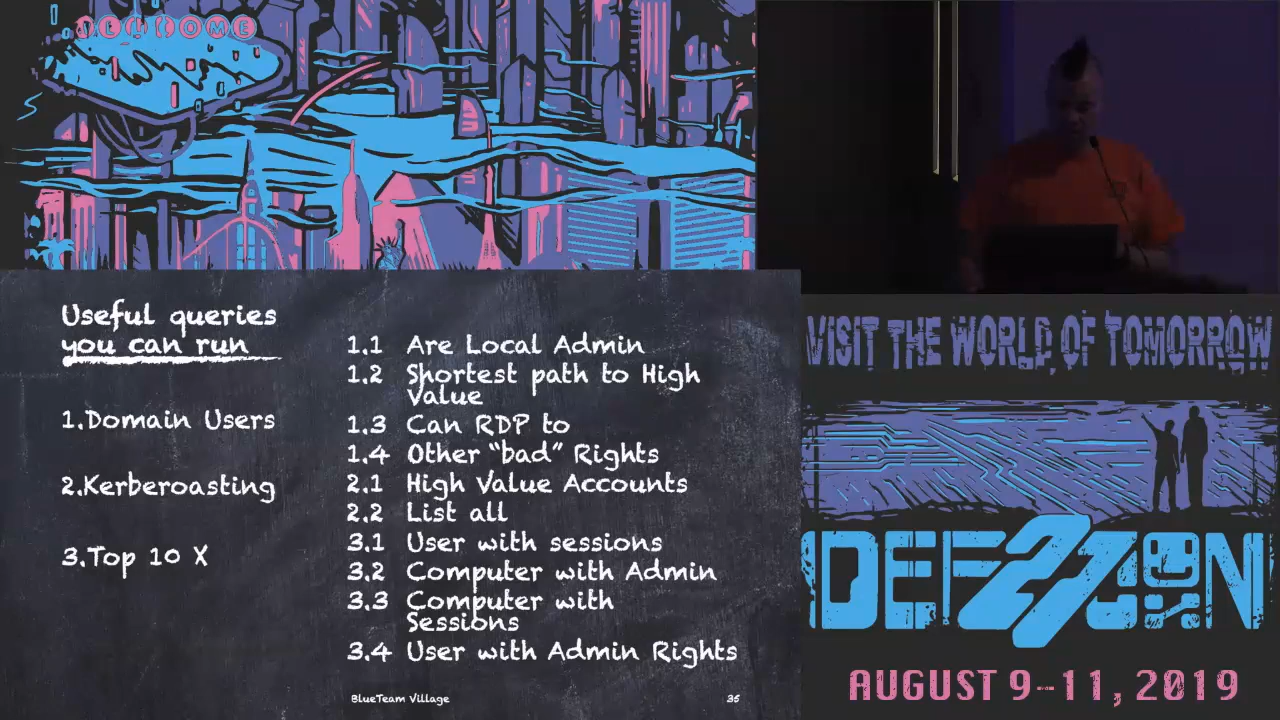 WELCOME
Useful queries
you can run
1.Domain Users
2.Kerberoasting
3.Top 10 X
1.1 Are Local Admin
1.2 Shortest path to High
Value
1.3 Can RDP to
1.4 Other “bad” Rights
2.1 High Value Accounts
2.2 List all
3.1 User with sessions
3.2 Computer with Admin
3.3 Computer with
Sessions
3.4 User with Admin Rights
BlueTeam Village
35
VISIT THE WORLD OF TOMORROW
DEF27CON
AUGUST 9-11, 2019